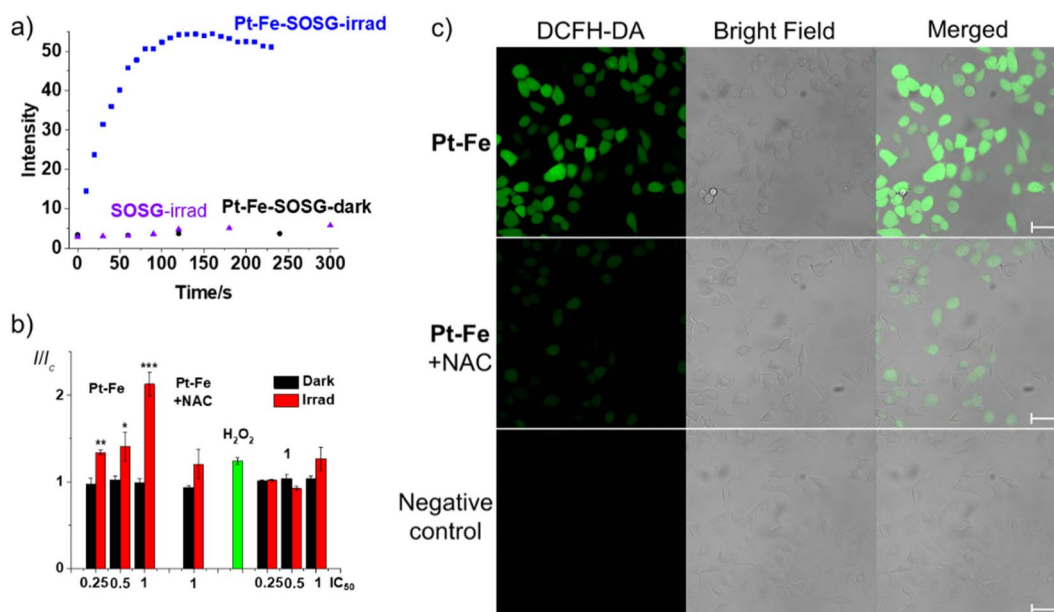 a)
Pt-Fe-SOSG-irrad
50
40
30
20
10
0
Intensity
SOSG-irrad
Pt-Fe-SOSG-dark
0 50 100 150 200 250 300
Time/s
b)
I/Ic
2
1
0
Pt-Fe
**
*
***
Pt-Fe
+NAC
Dark
Irrad
H2O2
1
0.25 0.5 1 1 0.25 0.5 1 IC50
c)
DCFH-DA Bright Field Merged
Pt-Fe
Pt-Fe
+NAC
Negative
control